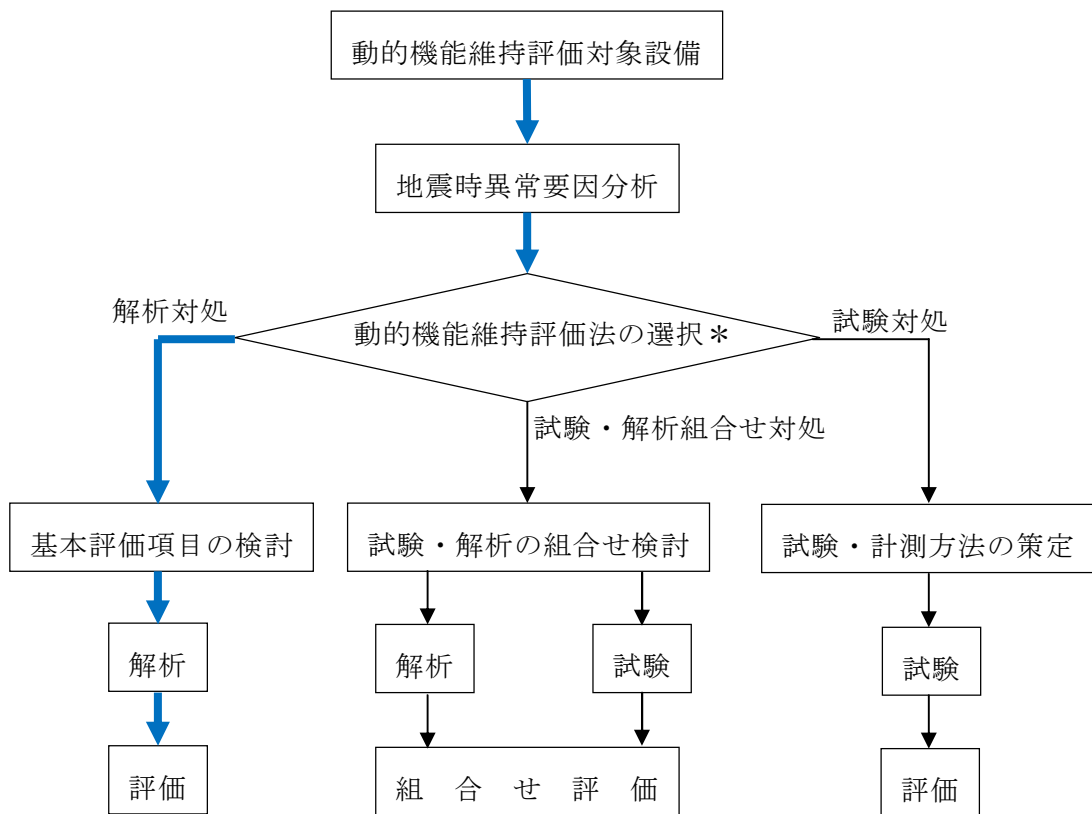 動的機能維持評価対象設備
地震時異常要因分析
解析対処
動的機能維持評価法の選択＊
試験対処
試験・解析組合せ対処
基本評価項目の検討
試験・解析の組合せ検討
試験・計測方法の策定
解析
解析
試験
試験
評価
組　合　せ　評　価
評価